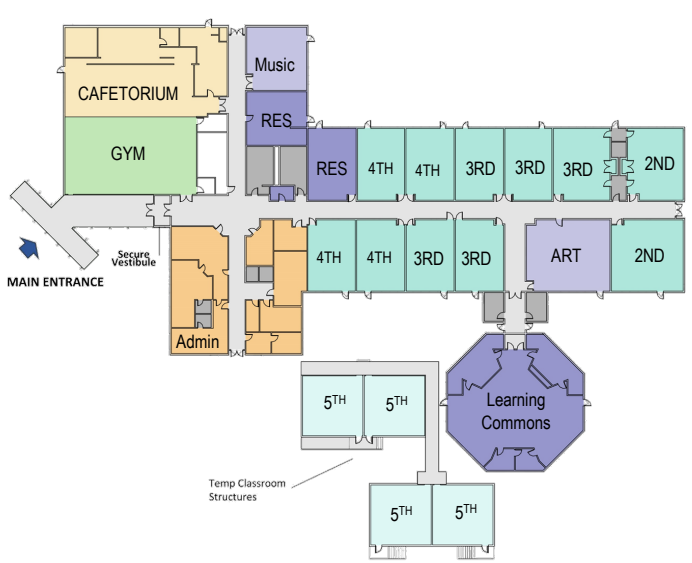 Music
CAFETORIUM
RES
GYM
RES
4TH
4TH
3RD
3RD
3RD
2ND
Secure
Vestibule
MAIN ENTRANCE
4TH
4TH
3RD
3RD
ART
2ND
Admin
5TH
5TH
Learning
Commons
Temp Classroom
Structures
5TH
5TH